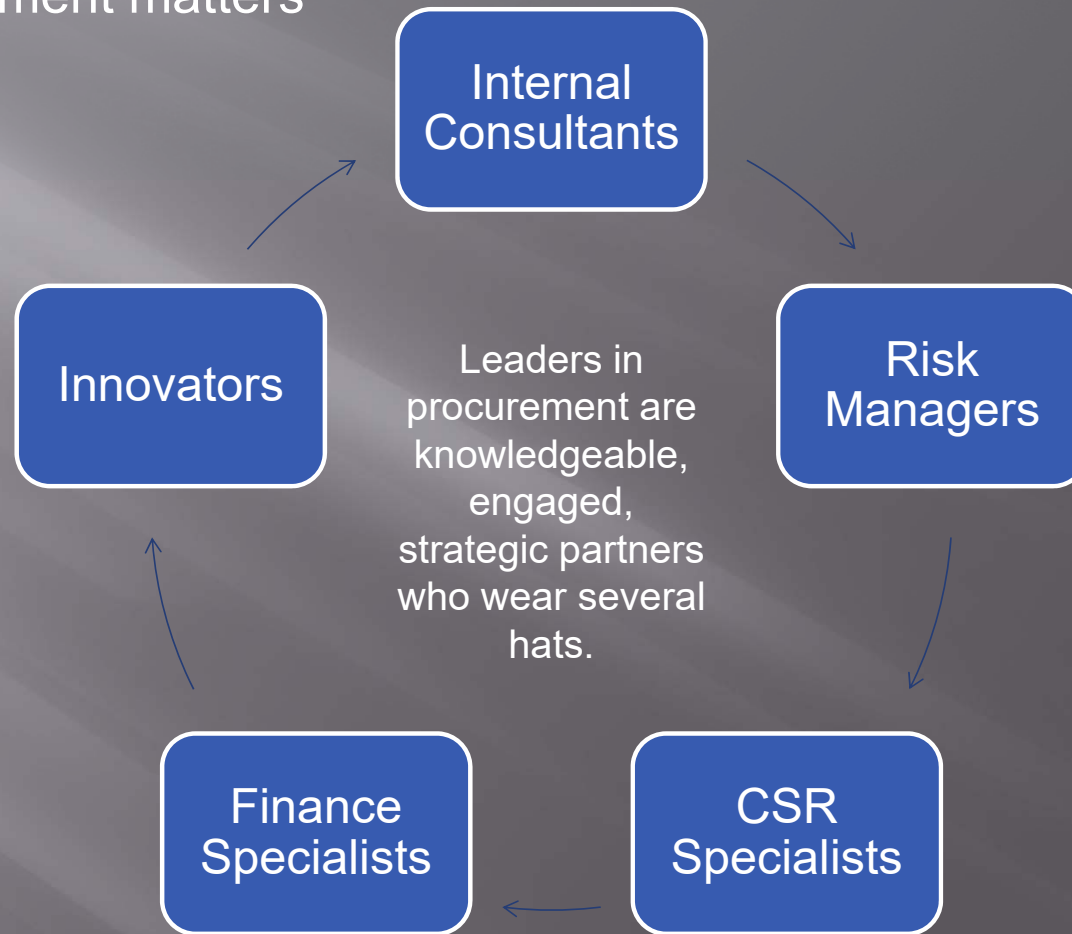 matters
Internal
Consultants
Innovators
Leaders in
procurement are
knowledgeable,
engaged,
strategic partners
who wear several
hats.
Risk
Managers
Finance
Specialists
CSR
Specialists